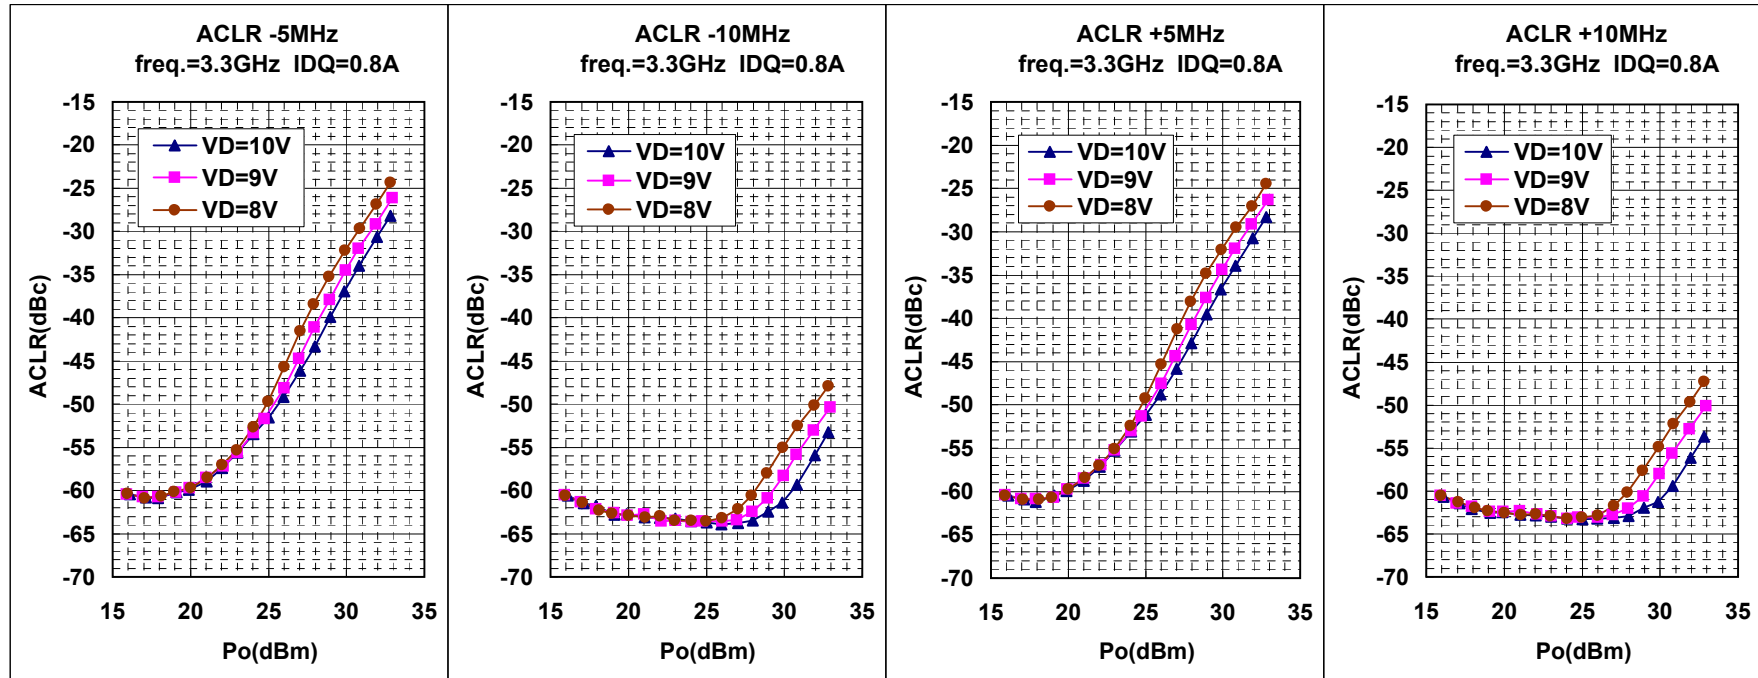 ACLR -5MHz
freq.=3.3GHz IDQ=0.8A
-15
-20
-25
-30
-35
-40
-45
-50
-55
-60
-65
-70
VD=10V
VD=9V
VD=8V
ACLR(dBc)
15 20 25 30 35
Po(dBm)
ACLR -10MHz
freq.=3.3GHz IDQ=0.8A
-15
-20
-25
-30
-35
-40
-45
-50
-55
-60
-65
-70
VD=10V
VD=9V
VD=8V
ACLR(dBc)
15 20 25 30 35
Po(dBm)
ACLR +5MHz
freq.=3.3GHz IDQ=0.8A
-15
-20
-25
-30
-35
-40
-45
-50
-55
-60
-65
-70
VD=10V
VD=9V
VD=8V
ACLR(dBc)
15 20 25 30 35
Po(dBm)
ACLR +10MHz
freq.=3.3GHz IDQ=0.8A
-15
-20
-25
-30
-35
-40
-45
-50
-55
-60
-65
-70
VD=10V
VD=9V
VD=8V
ACLR(dBc)
15 20 25 30 35
Po(dBm)